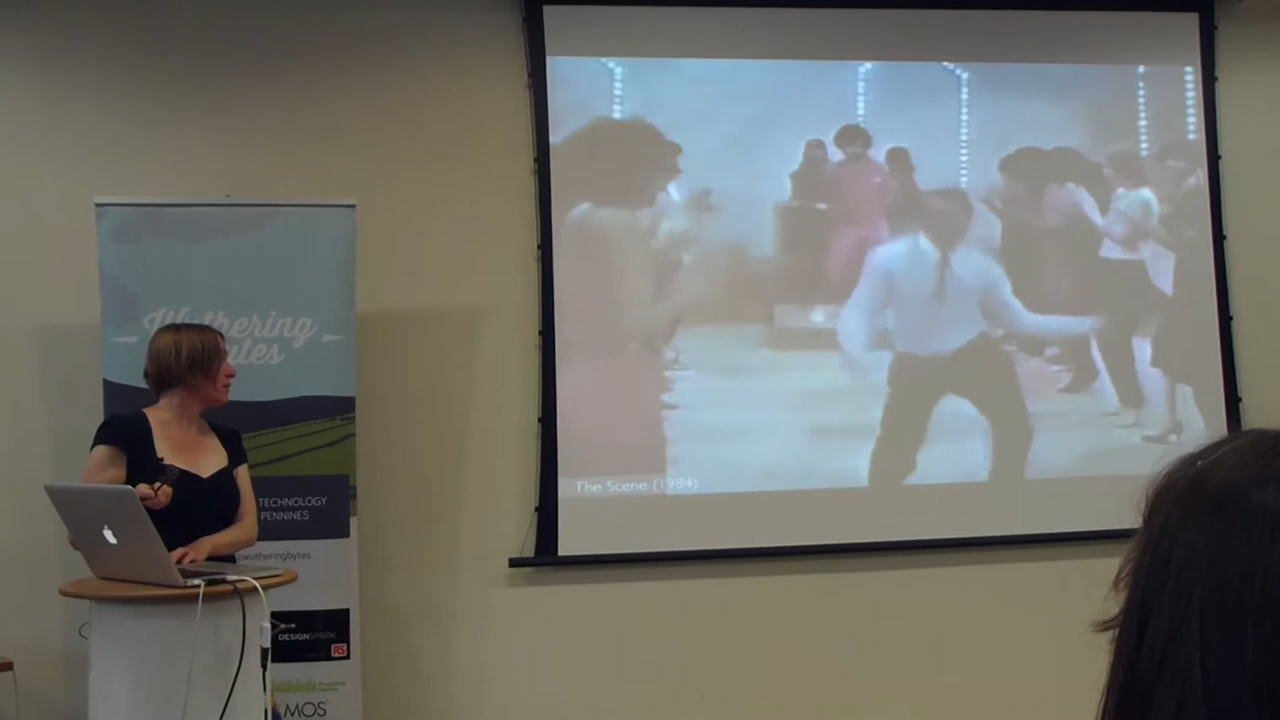 Wuthering
Bytes
TECHNOLOGY
PENNINES
@wutheringbytes
DESIGNSPARK
RS
MOS
The Scene (1984)